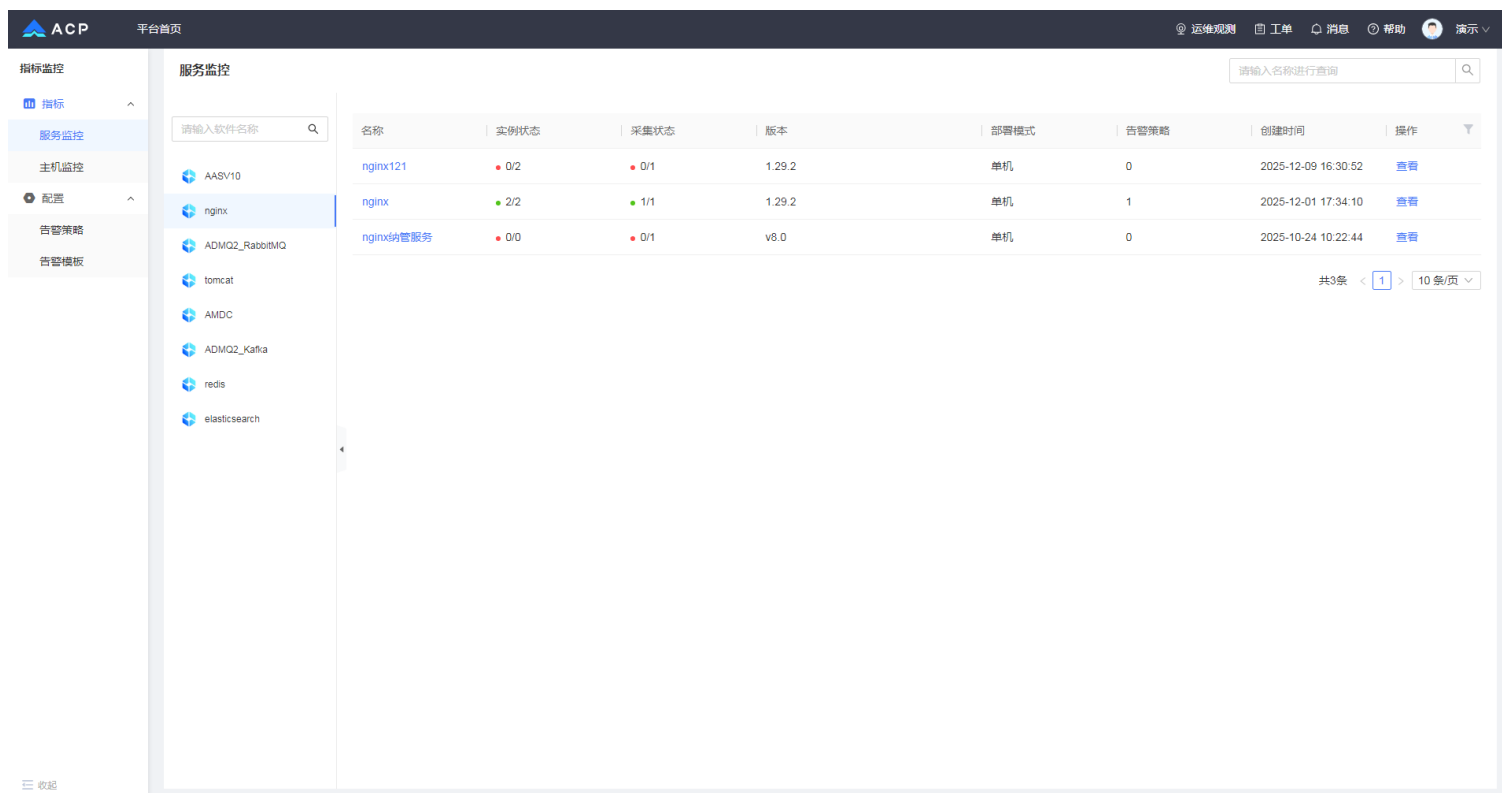 ACP 平台首页 运维观测 工单 消息 帮助 演示
指标监控
指标
服务监控
主机监控
配置
告警策略
告警模板
收起
服务监控
请输入名称进行查询
请输入软件名称
AASV10
nginx
ADMQ2_RabbitMQ
tomcat
AMDC
ADMQ2_Kafka
redis
elasticsearch
名称 实例状态 采集状态 版本 部署模式 告警策略 创建时间 操作
nginx121 0/2 0/1 1.29.2 单机 0 2025-12-09 16:30:52 查看
nginx 2/2 1/1 1.29.2 单机 1 2025-12-01 17:34:10 查看
nginx纳管服务 0/0 0/1 v8.0 单机 0 2025-10-24 10:22:44 查看
共3条 < 1 > 10 条/页